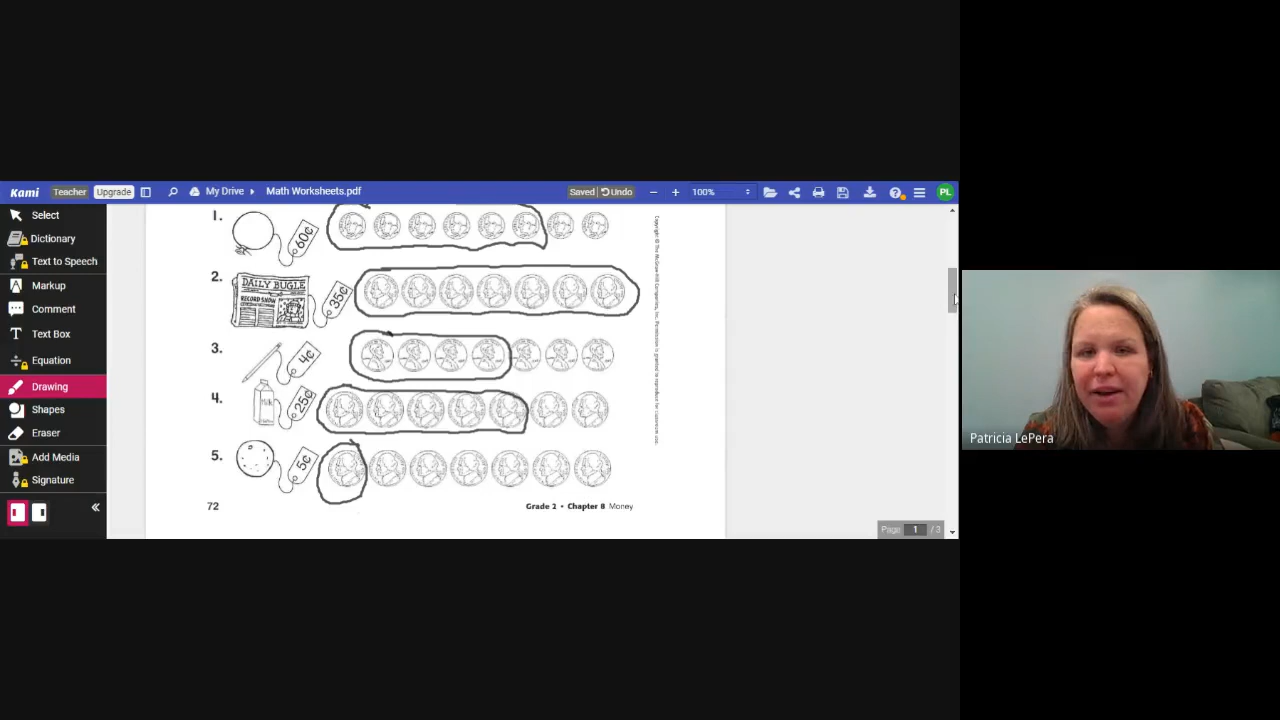 Kami Teacher Upgrade My Drive Math Worksheets.pdf Saved Undo 100% PL
Select
Dictionary
Text to Speech
Markup
Comment
Text Box
Equation
Drawing
Shapes
Eraser
Add Media
Signature
1. 60¢
2. DAILY BUGLE 35¢
RECORD SNOW
3. 4¢
4. 25¢
5. 5¢
72 Grade 2 • Chapter 8 Money
Page 1 / 3
Patricia LePera